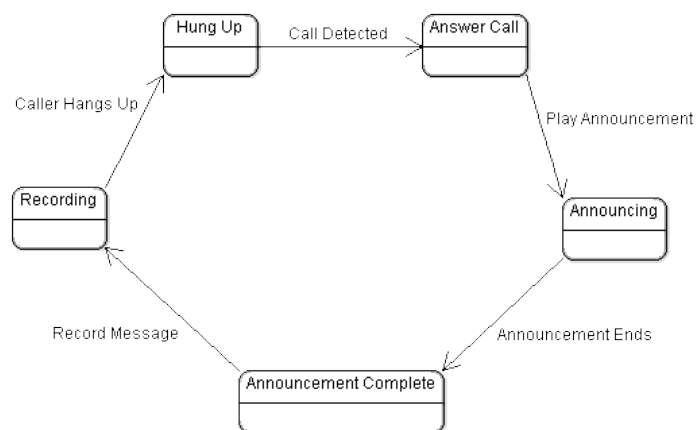 Hung Up
Call Detected
Answer Call
Caller Hangs Up
Play Announcement
Recording
Announcing
Record Message
Announcement Ends
Announcement Complete